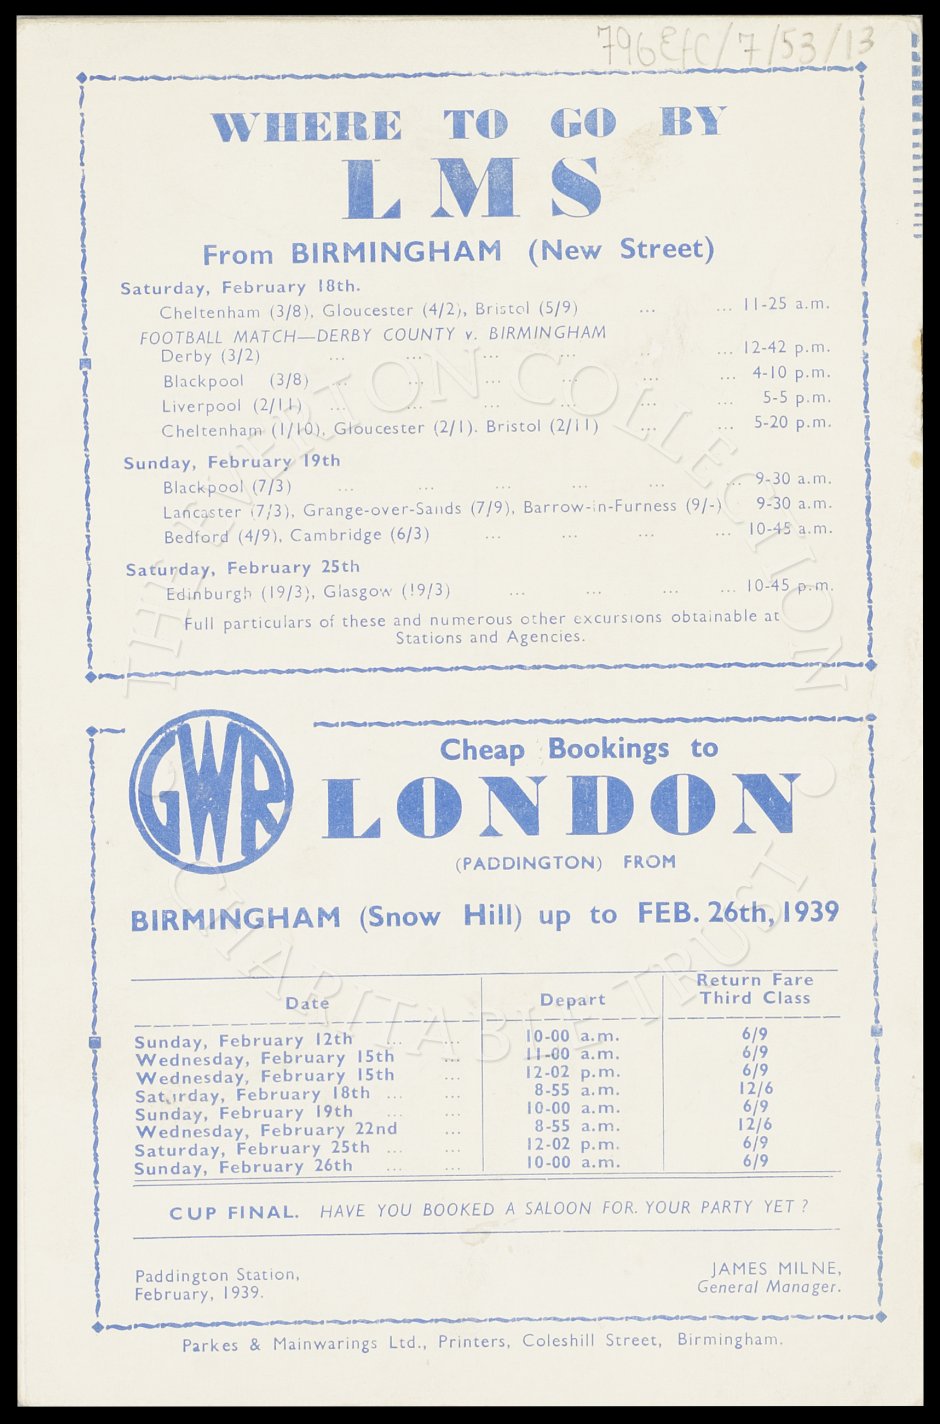 796EfC/7/53/13
WHERE TO GO BY
LMS
From BIRMINGHAM (New Street)
Saturday, February 18th.
Cheltenham (3/8), Gloucester (4/2), Bristol (5/9) ... ... 11-25 a.m.
FOOTBALL MATCH—DERBY COUNTY v. BIRMINGHAM
Derby (3/2) ... ... ... ... ... ... 12-42 p.m.
Blackpool (3/8) ... ... ... ... ... ... 4-10 p.m.
Liverpool (2/11) ... ... ... ... ... ... 5-5 p.m.
Cheltenham (1/10), Gloucester (2/1). Bristol (2/11) ... ... 5-20 p.m.
Sunday, February 19th
Blackpool (7/3) ... ... ... ... ... ... 9-30 a.m.
Lancaster (7/3), Grange-over-Sands (7/9), Barrow-in-Furness (9/-) 9-30 a.m.
Bedford (4/9), Cambridge (6/3) ... ... ... ... 10-45 a.m.
Saturday, February 25th
Edinburgh (19/3), Glasgow (19/3) ... ... ... ... 10-45 p.m.
Full particulars of these and numerous other excursions obtainable at
Stations and Agencies.
THE EVERTON COLLECTION
CHARITABLE TRUST
GWR
Cheap Bookings to
LONDON
(PADDINGTON) FROM
BIRMINGHAM (Snow Hill) up to FEB. 26th, 1939
Date Depart Return Fare
Third Class
Sunday, February 12th ... ... 10-00 a.m. 6/9
Wednesday, February 15th ... 11-00 a.m. 6/9
Wednesday, February 15th ... 12-02 p.m. 6/9
Saturday, February 18th ... ... 8-55 a.m. 12/6
Sunday, February 19th ... ... 10-00 a.m. 6/9
Wednesday, February 22nd ... 8-55 a.m. 12/6
Saturday, February 25th ... ... 12-02 p.m. 6/9
Sunday, February 26th ... ... 10-00 a.m. 6/9
CUP FINAL. HAVE YOU BOOKED A SALOON FOR. YOUR PARTY YET ?
Paddington Station, JAMES MILNE,
February, 1939. General Manager.
Parkes & Mainwarings Ltd., Printers, Coleshill Street, Birmingham.